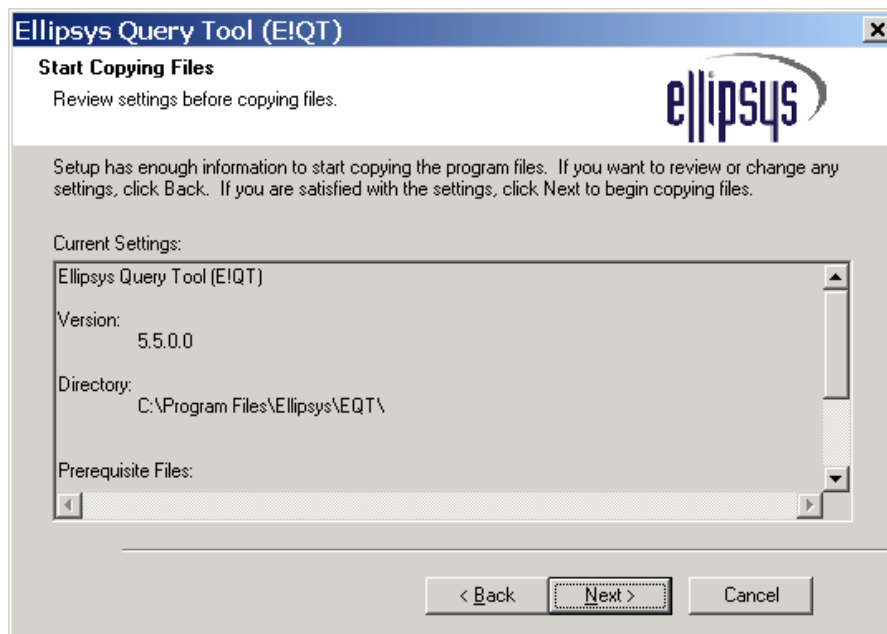 Ellipsys Query Tool (E!QT)
Start Copying Files
Review settings before copying files.
ellipsys
Setup has enough information to start copying the program files. If you want to review or change any
settings, click Back. If you are satisfied with the settings, click Next to begin copying files.
Current Settings:
Ellipsys Query Tool (E!QT)
Version:
5.5.0.0
Directory:
C:\Program Files\Ellipsys\EQT\
Prerequisite Files:
< Back Next > Cancel